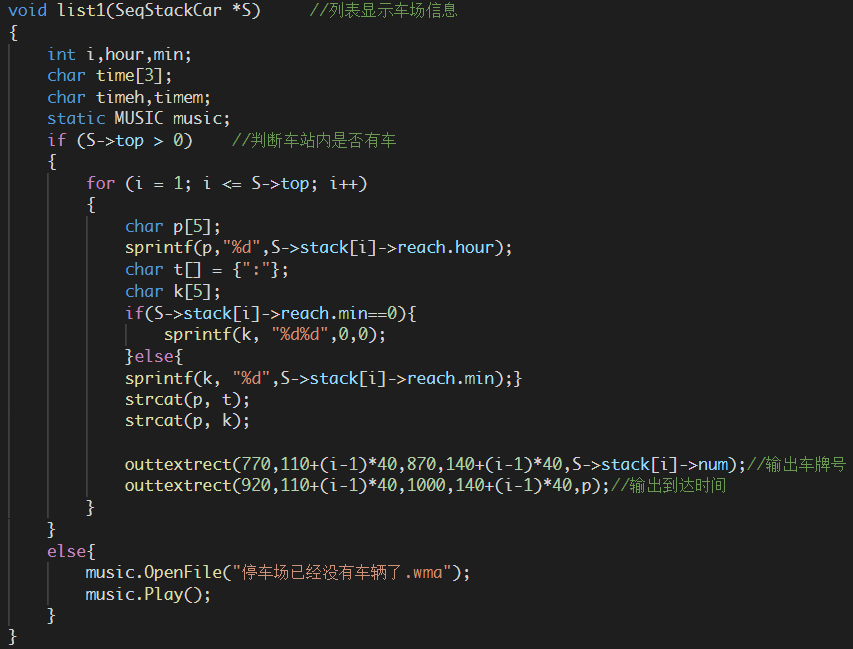 void list1(SeqStackCar *S)     //列表显示车场信息
{
    int i,hour,min;
    char time[3];
    char timeh,timem;
    static MUSIC music;
    if (S->top > 0)    //判断车站内是否有车
    {
        for (i = 1; i <= S->top; i++)
        {
            char p[5];
            sprintf(p,"%d",S->stack[i]->reach.hour);
            char t[] = {":"};
            char k[5];
            if(S->stack[i]->reach.min==0){
                sprintf(k, "%d%d",0,0);
            }else{
            sprintf(k, "%d",S->stack[i]->reach.min);}
            strcat(p, t);
            strcat(p, k);

            outtextrect(770,110+(i-1)*40,870,140+(i-1)*40,S->stack[i]->num);//输出车牌号
            outtextrect(920,110+(i-1)*40,1000,140+(i-1)*40,p);//输出到达时间
        }
    }
    else{
        music.OpenFile("停车场已经没有车辆了.wma");
        music.Play();
    }
}